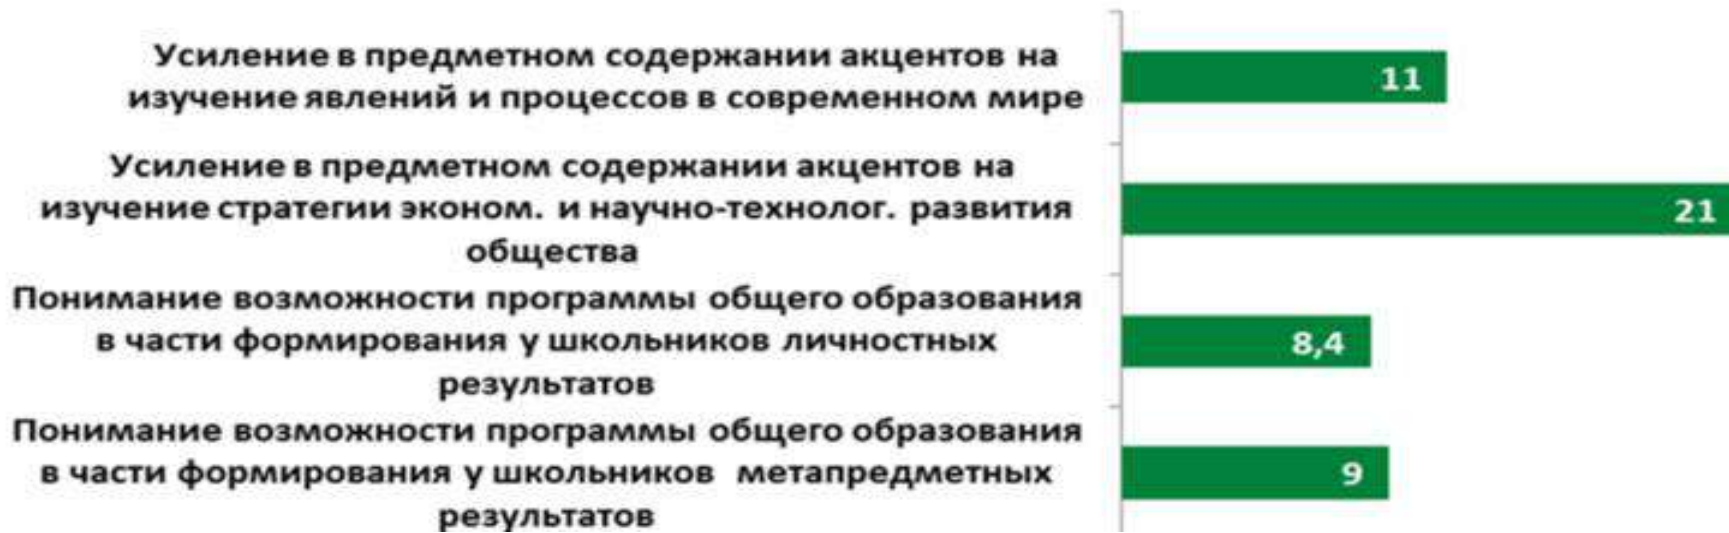 Усиление в предметном содержании акцентов на
изучение явлений и процессов в современном мире
11
Усиление в предметном содержании акцентов на
изучение стратегии эконом. и научно-технолог. развития
общества
21
Понимание возможности программы общего образования
в части формирования у школьников личностных
результатов
8,4
Понимание возможности программы общего образования
в части формирования у школьников метапредметных
результатов
9